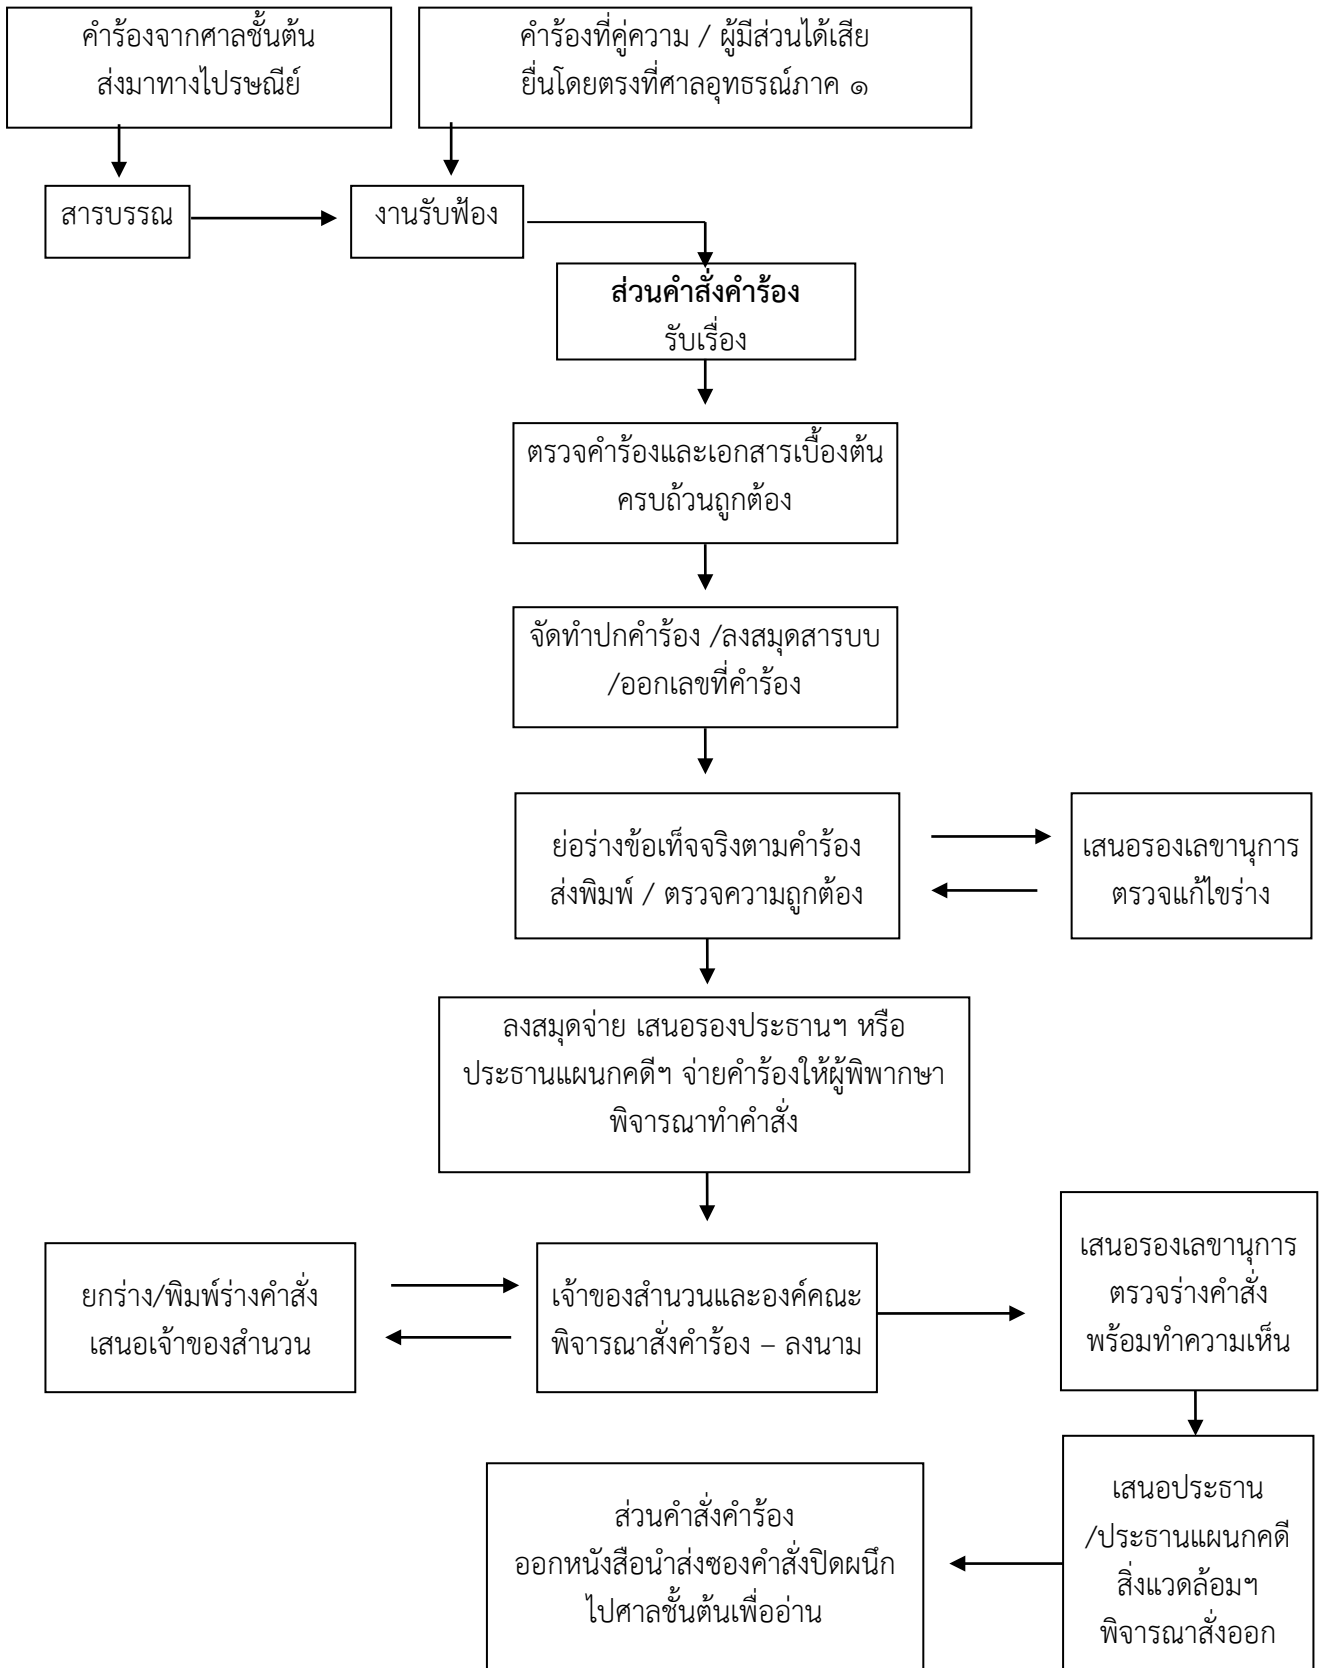 คำร้องจากศาลชั้นต้น
ส่งมาทางไปรษณีย์
คำร้องที่คู่ความ / ผู้มีส่วนได้เสีย
ยื่นโดยตรงที่ศาลอุทธรณ์ภาค ๑
สารบรรณ
งานรับฟ้อง
ส่วนคำสั่งคำร้อง
รับเรื่อง
ตรวจคำร้องและเอกสารเบื้องต้น
ครบถ้วนถูกต้อง
จัดทำปกคำร้อง /ลงสมุดสารบบ
/ออกเลขที่คำร้อง
ย่อร่างข้อเท็จจริงตามคำร้อง
ส่งพิมพ์ / ตรวจความถูกต้อง
เสนอรองเลขานุการ
ตรวจแก้ไขร่าง
ลงสมุดจ่าย เสนอรองประธานฯ หรือ
ประธานแผนกคดีฯ จ่ายคำร้องให้ผู้พิพากษา
พิจารณาทำคำสั่ง
ยกร่าง/พิมพ์ร่างคำสั่ง
เสนอเจ้าของสำนวน
เจ้าของสำนวนและองค์คณะ
พิจารณาสั่งคำร้อง – ลงนาม
เสนอรองเลขานุการ
ตรวจร่างคำสั่ง
พร้อมทำความเห็น
เสนอประธาน
/ประธานแผนกคดี
สิ่งแวดล้อมฯ
พิจารณาสั่งออก
ส่วนคำสั่งคำร้อง
ออกหนังสือนำส่งซองคำสั่งปิดผนึก
ไปศาลชั้นต้นเพื่ออ่าน